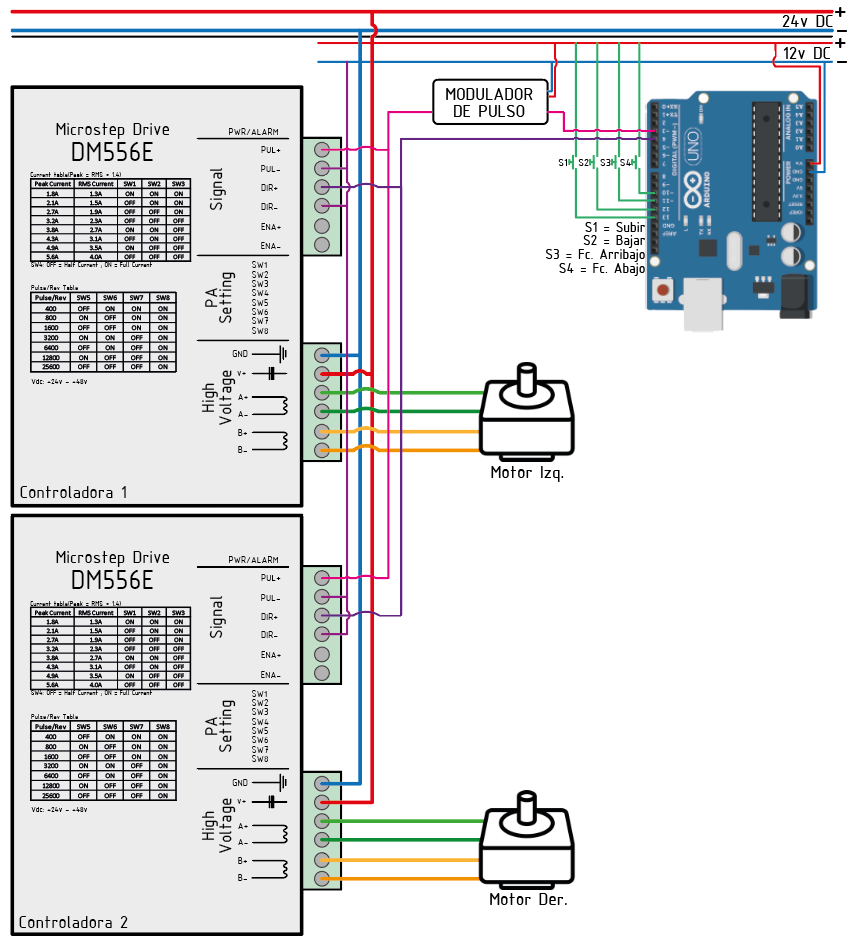 +
24v DC
-
+
12v DC
-
MODULADOR
DE PULSO
Microstep Drive
DM556E
PWR/ALARM
Signal
PUL+
PUL-
DIR+
DIR-
ENA+
ENA-
Current table(Peak = RMS * 1.4)
Peak Current RMS Current SW1 SW2 SW3
1.8A 1.3A ON ON ON
2.1A 1.5A OFF OFF OFF
2.7A 1.9A ON OFF ON
3.2A 2.3A OFF OFF ON
3.8A 2.7A ON ON OFF
4.3A 3.1A OFF ON OFF
4.9A 3.5A ON OFF OFF
5.6A 4.0A OFF OFF OFF
SW4: OFF = Half Current , ON = Full Current
PA
Setting
SW1
SW2
SW3
SW4
SW5
SW6
SW7
SW8
Pulse/Rev Table
Pulse/Rev SW5 SW6 SW7 SW8
400 OFF ON ON ON
800 ON OFF ON ON
1600 OFF OFF ON ON
3200 ON ON OFF ON
6400 OFF ON OFF ON
12800 ON OFF OFF ON
25600 OFF OFF OFF ON
Vdc: +24v - +48v
High
Voltage
GND
V+
A+
A-
B+
B-
Controladora 1
S1
S2
S3
S4
S1 = Subir
S2 = Bajar
S3 = Fc. Arribajo
S4 = Fc. Abajo
UNO
ARDUINO
DIGITAL (PWM~)
ANALOG IN
POWER
Motor Izq.
Microstep Drive
DM556E
PWR/ALARM
Signal
PUL+
PUL-
DIR+
DIR-
ENA+
ENA-
Current table(Peak = RMS * 1.4)
Peak Current RMS Current SW1 SW2 SW3
1.8A 1.3A ON ON ON
2.1A 1.5A OFF OFF ON
2.7A 1.9A ON OFF ON
3.2A 2.3A OFF OFF ON
3.8A 2.7A ON OFF OFF
4.3A 3.1A OFF ON OFF
4.9A 3.5A ON OFF OFF
5.6A 4.0A OFF OFF OFF
SW4: OFF = Half Current , ON = Full Current
PA
Setting
SW1
SW2
SW3
SW4
SW5
SW6
SW7
SW8
Pulse/Rev Table
Pulse/Rev SW5 SW6 SW7 SW8
400 OFF OFF OFF ON
800 ON OFF ON ON
1600 OFF OFF ON ON
3200 ON ON OFF ON
6400 OFF ON OFF ON
12800 ON OFF OFF ON
25600 OFF OFF OFF ON
Vdc: +24v - +48v
High
Voltage
GND
V+
A+
A-
B+
B-
Controladora 2
Motor Der.